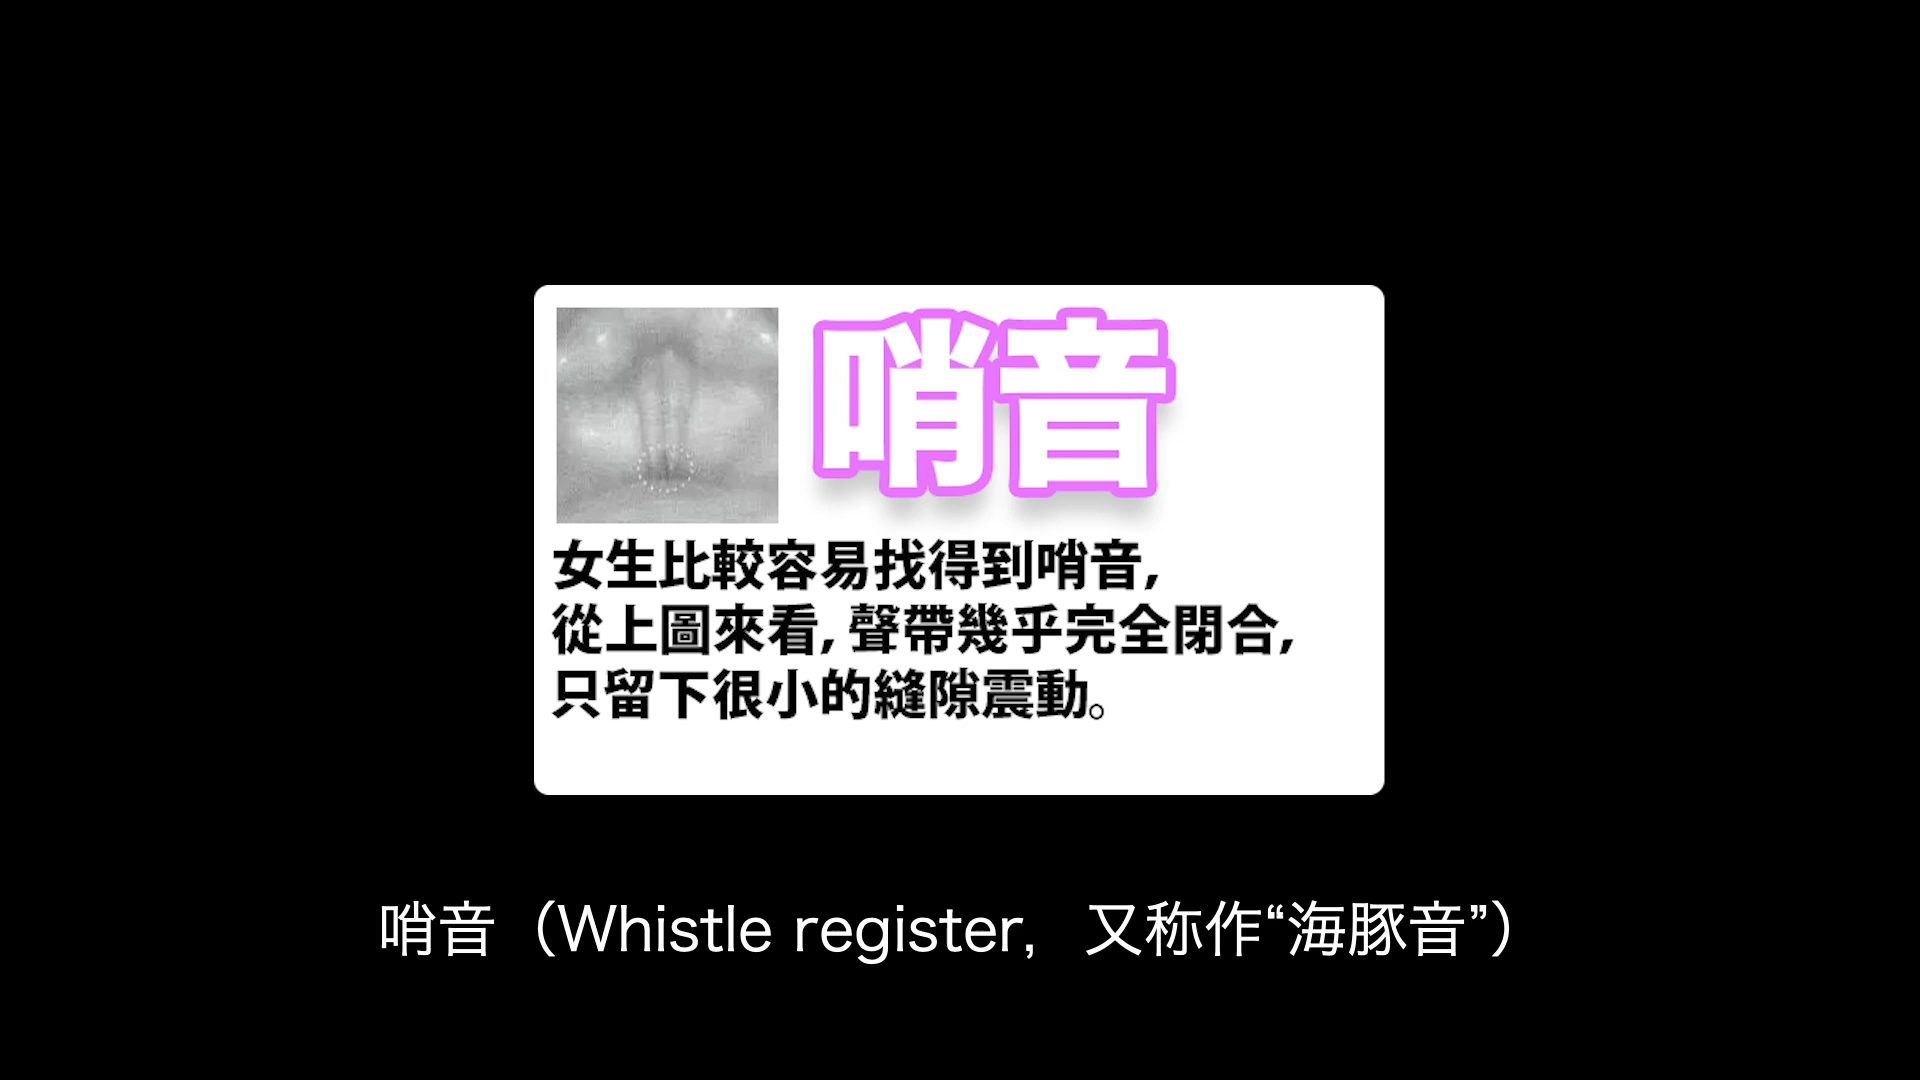 哨音
女生比較容易找得到哨音,
從上圖來看,聲帶幾乎完全閉合,
只留下很小的縫隙震動。
哨音（Whistle register，又称作“海豚音”）